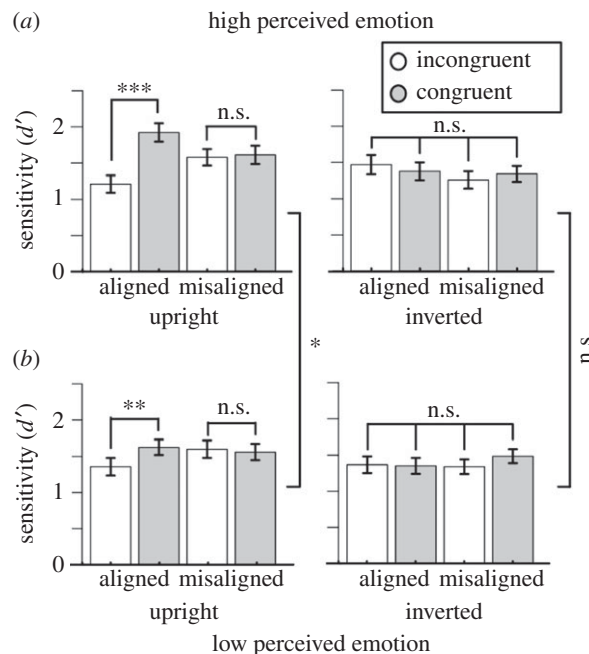 (a) high perceived emotion
incongruent
congruent
***
n.s.
n.s.
sensitivity (d′)
2
1
0
aligned misaligned
upright
aligned misaligned
inverted
*
n.s.
(b)
**
n.s.
n.s.
sensitivity (d′)
2
1
0
aligned misaligned
upright
aligned misaligned
inverted
low perceived emotion